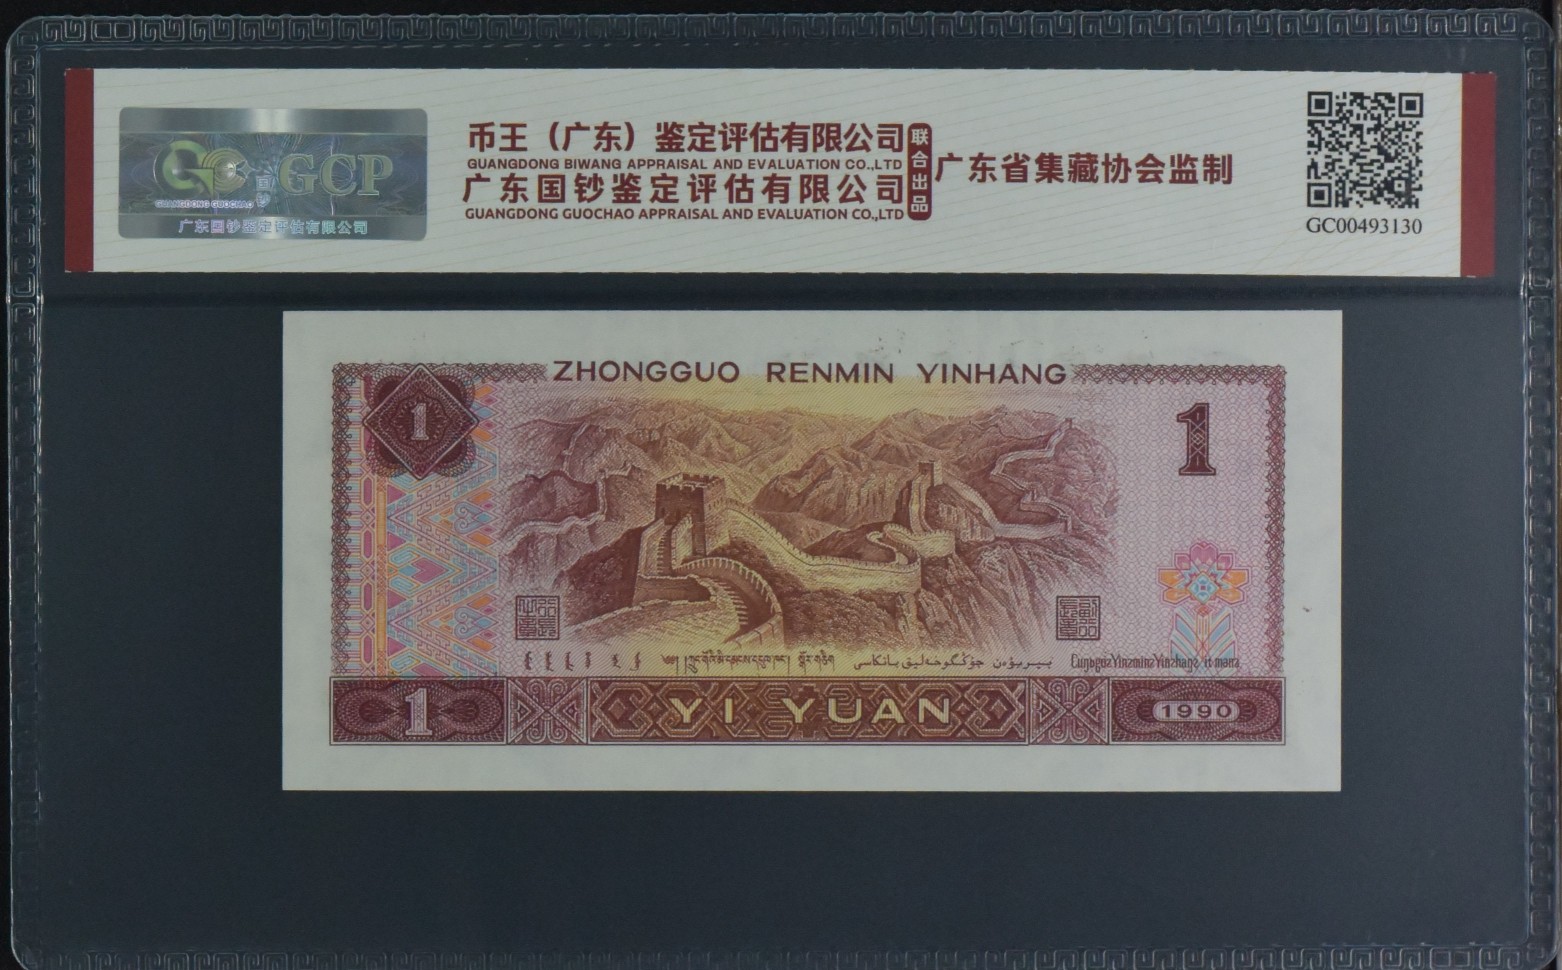 GCP
国钞
GUANGDONG GUOCHAO
广东国钞鉴定评估有限公司
币王（广东）鉴定评估有限公司
GUANGDONG BIWANG APPRAISAL AND EVALUATION CO.,LTD
广东国钞鉴定评估有限公司
GUANGDONG GUOCHAO APPRAISAL AND EVALUATION CO.,LTD
联合出品
广东省集藏协会监制
GC00493130
ZHONGGUO RENMIN YINHANG
1
1
1
YI YUAN
1990